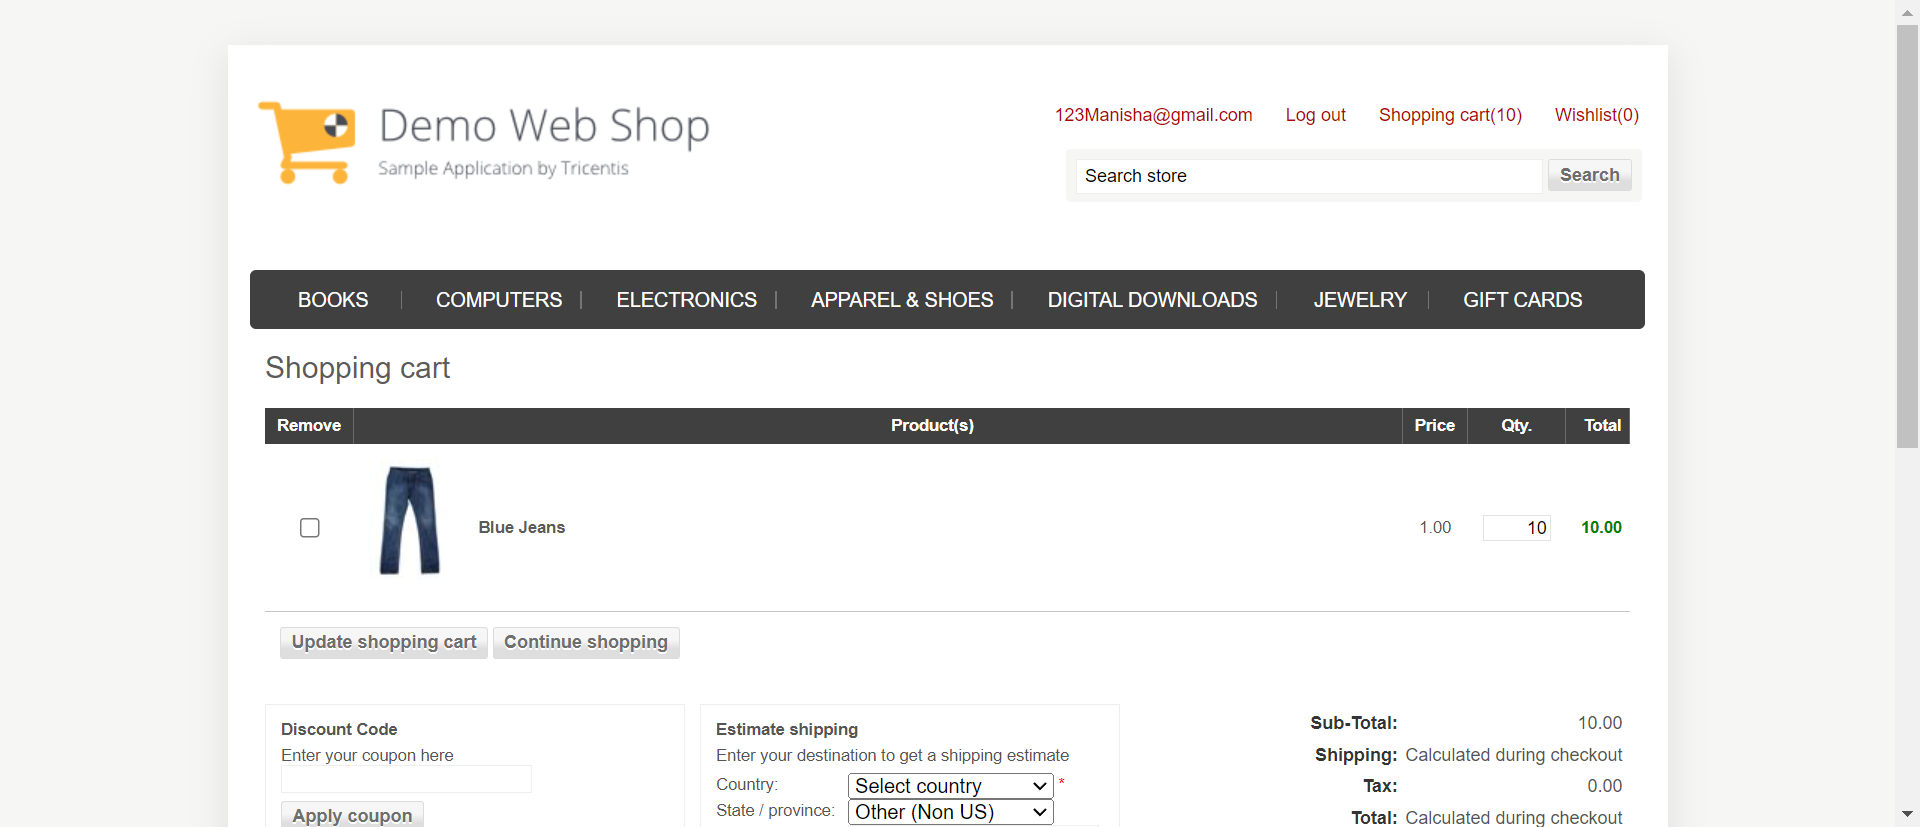 Demo Web Shop
Sample Application by Tricentis
123Manisha@gmail.com Log out Shopping cart(10) Wishlist(0)
Search store Search
BOOKS COMPUTERS ELECTRONICS APPAREL & SHOES DIGITAL DOWNLOADS JEWELRY GIFT CARDS
Shopping cart
Remove Product(s) Price Qty. Total
Blue Jeans 1.00 10 10.00
Update shopping cart Continue shopping
Discount Code
Enter your coupon here
Apply coupon
Estimate shipping
Enter your destination to get a shipping estimate
Country: Select country *
State / province: Other (Non US)
Sub-Total: 10.00
Shipping: Calculated during checkout
Tax: 0.00
Total: Calculated during checkout